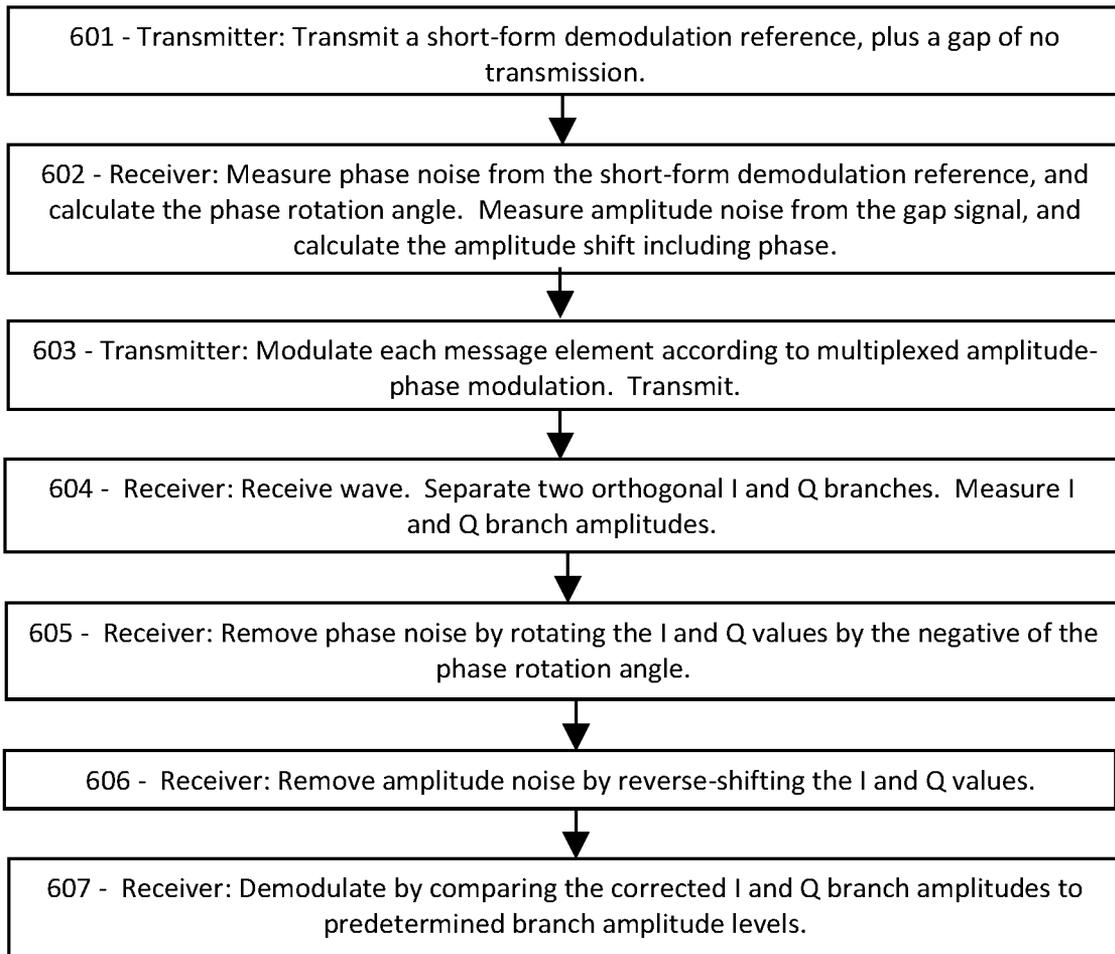 601 - Transmitter: Transmit a short-form demodulation reference, plus a gap of no
transmission.
602 - Receiver: Measure phase noise from the short-form demodulation reference, and
calculate the phase rotation angle.  Measure amplitude noise from the gap signal, and
calculate the amplitude shift including phase.
603 - Transmitter: Modulate each message element according to multiplexed amplitude-
phase modulation.  Transmit.
604 -  Receiver: Receive wave.  Separate two orthogonal I and Q branches.  Measure I
and Q branch amplitudes.
605 -  Receiver: Remove phase noise by rotating the I and Q values by the negative of the
phase rotation angle.
606 -  Receiver: Remove amplitude noise by reverse-shifting the I and Q values.
607 -  Receiver: Demodulate by comparing the corrected I and Q branch amplitudes to
predetermined branch amplitude levels.